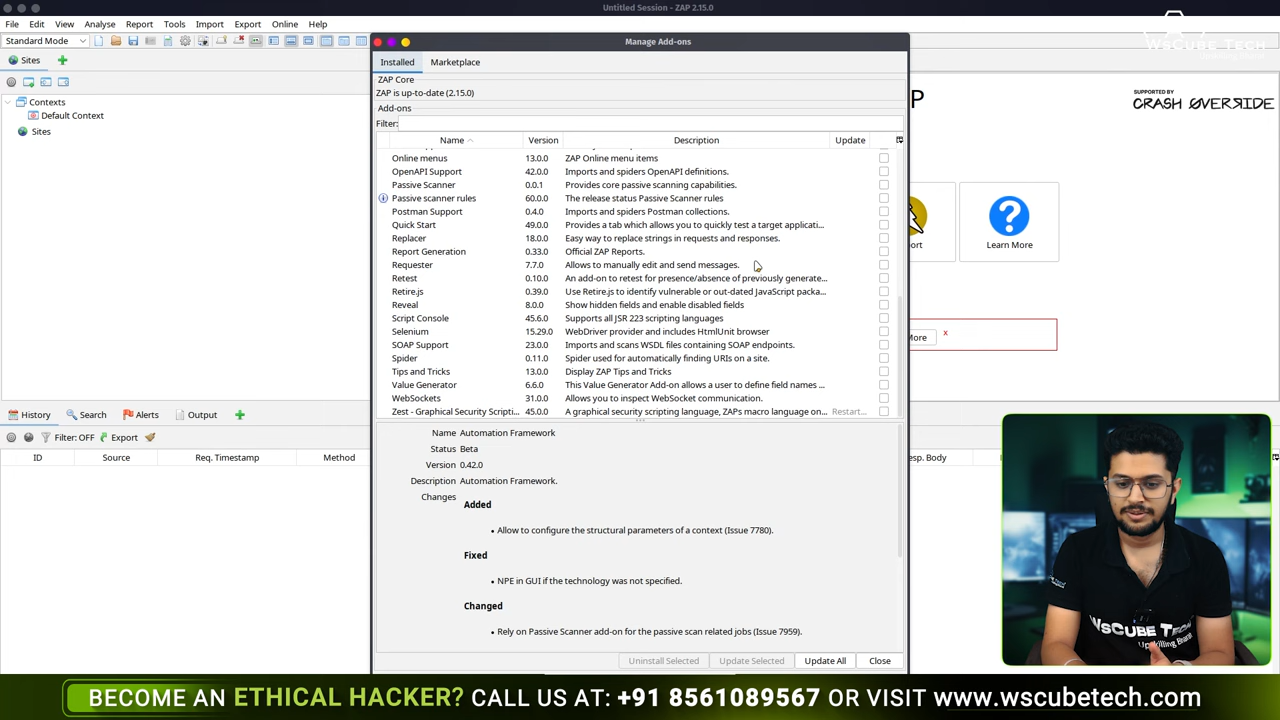 Untitled Session - ZAP 2.15.0
File Edit View Analyse Report Tools Import Export Online Help
Standard Mode
WsCube Tech
Sites
Contexts
Default Context
Sites
Manage Add-ons
Installed Marketplace
ZAP Core
ZAP is up-to-date (2.15.0)
Add-ons
Filter:
Name Version Description Update
Online menus 13.0.0 ZAP Online menu items
OpenAPI Support 42.0.0 Imports and spiders OpenAPI definitions.
Passive Scanner 0.0.1 Provides core passive scanning capabilities.
Passive scanner rules 60.0.0 The release status Passive Scanner rules
Postman Support 0.4.0 Imports and spiders Postman collections.
Quick Start 49.0.0 Provides a tab which allows you to quickly test a target applicati...
Replacer 18.0.0 Easy way to replace strings in requests and responses.
Report Generation 0.33.0 Official ZAP Reports.
Requester 7.7.0 Allows to manually edit and send messages.
Retest 0.10.0 An add-on to retest for presence/absence of previously generate...
Retire.js 0.39.0 Use Retire.js to identify vulnerable or out-dated JavaScript packa...
Reveal 8.0.0 Show hidden fields and enable disabled fields
Script Console 45.6.0 Supports all JSR 223 scripting languages
Selenium 15.29.0 WebDriver provider and includes HtmlUnit browser
SOAP Support 23.0.0 Imports and scans WSDL files containing SOAP endpoints.
Spider 0.11.0 Spider used for automatically finding URIs on a site.
Tips and Tricks 13.0.0 Display ZAP Tips and Tricks
Value Generator 6.6.0 This Value Generator Add-on allows a user to define field names ...
WebSockets 31.0.0 Allows you to inspect WebSocket communication.
Zest - Graphical Security Scripti... 45.0.0 A graphical security scripting language, ZAPs macro language on... Restart...
Name Automation Framework
Status Beta
Version 0.42.0
Description Automation Framework.
Changes
Added
• Allow to configure the structural parameters of a context (Issue 7780).
Fixed
• NPE in GUI if the technology was not specified.
Changed
• Rely on Passive Scanner add-on for the passive scan related jobs (Issue 7959).
Uninstall Selected Update Selected Update All Close
P
SUPPORTED BY
CRASH OVERRIDE
ort
Learn More
More x
History Search Alerts Output
Filter: OFF Export
ID Source Req. Timestamp Method
esp. Body
WsCUBE TECH
Upskilling
BECOME AN ETHICAL HACKER? CALL US AT: +91 8561089567 OR VISIT www.wscubetech.com